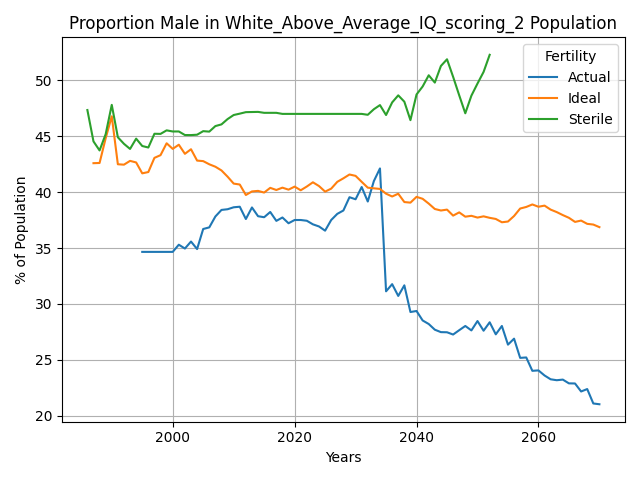 Proportion Male in White_Above_Average_IQ_scoring_2 Population
Fertility
Actual
Ideal
Sterile
% of Population
50
45
40
35
30
25
20
2000
2020
2040
2060
Years